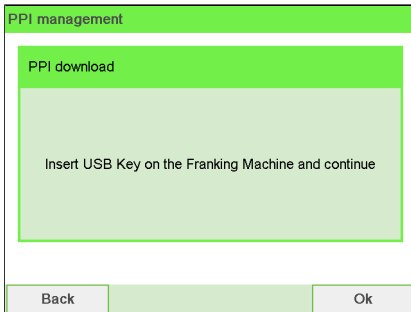 PPI management
PPI download
Insert USB Key on the Franking Machine and continue
Back
Ok